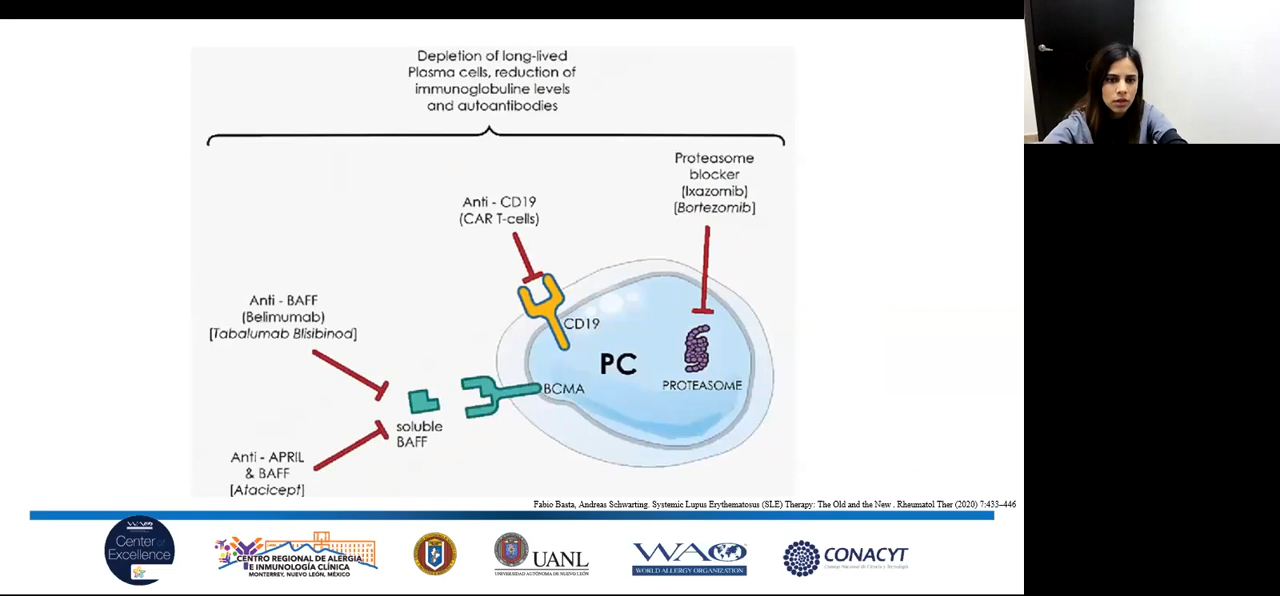 Depletion of long-lived
Plasma cells, reduction of
immunoglobuline levels
and autoantibodies
Proteasome
blocker
(Ixazomib)
[Bortezomib]
Anti - CD19
(CAR T-cells)
Anti - BAFF
(Belimumab)
[Tabalumab Blisibinod]
CD19
PC
PROTEASOME
BCMA
soluble
BAFF
Anti - APRIL
& BAFF
[Atacicept]
Fabio Basta, Andreas Schwarting. Systemic Lupus Erythematosus (SLE) Therapy: The Old and the New . Rheumatol Ther (2020) 7:433–446
WAO
Center of
Excellence
CENTRO REGIONAL DE ALERGIA
E INMUNOLOGÍA CLÍNICA
MONTERREY, NUEVO LEÓN, MÉXICO
UANL
UNIVERSIDAD AUTÓNOMA DE NUEVO LEÓN
WAO
WORLD ALLERGY ORGANIZATION
CONACYT
Consejo Nacional de Ciencia y Tecnología